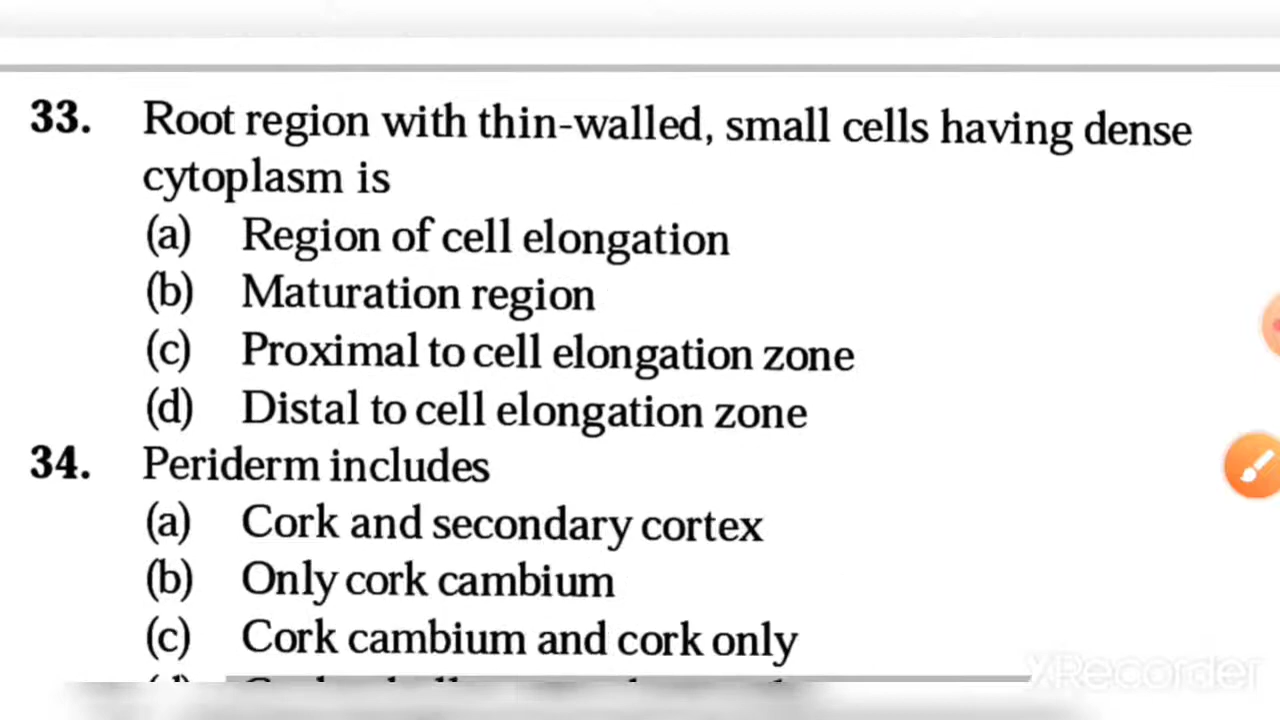 33. Root region with thin-walled, small cells having dense
cytoplasm is
(a) Region of cell elongation
(b) Maturation region
(c) Proximal to cell elongation zone
(d) Distal to cell elongation zone
34. Periderm includes
(a) Cork and secondary cortex
(b) Only cork cambium
(c) Cork cambium and cork only
XRecorder